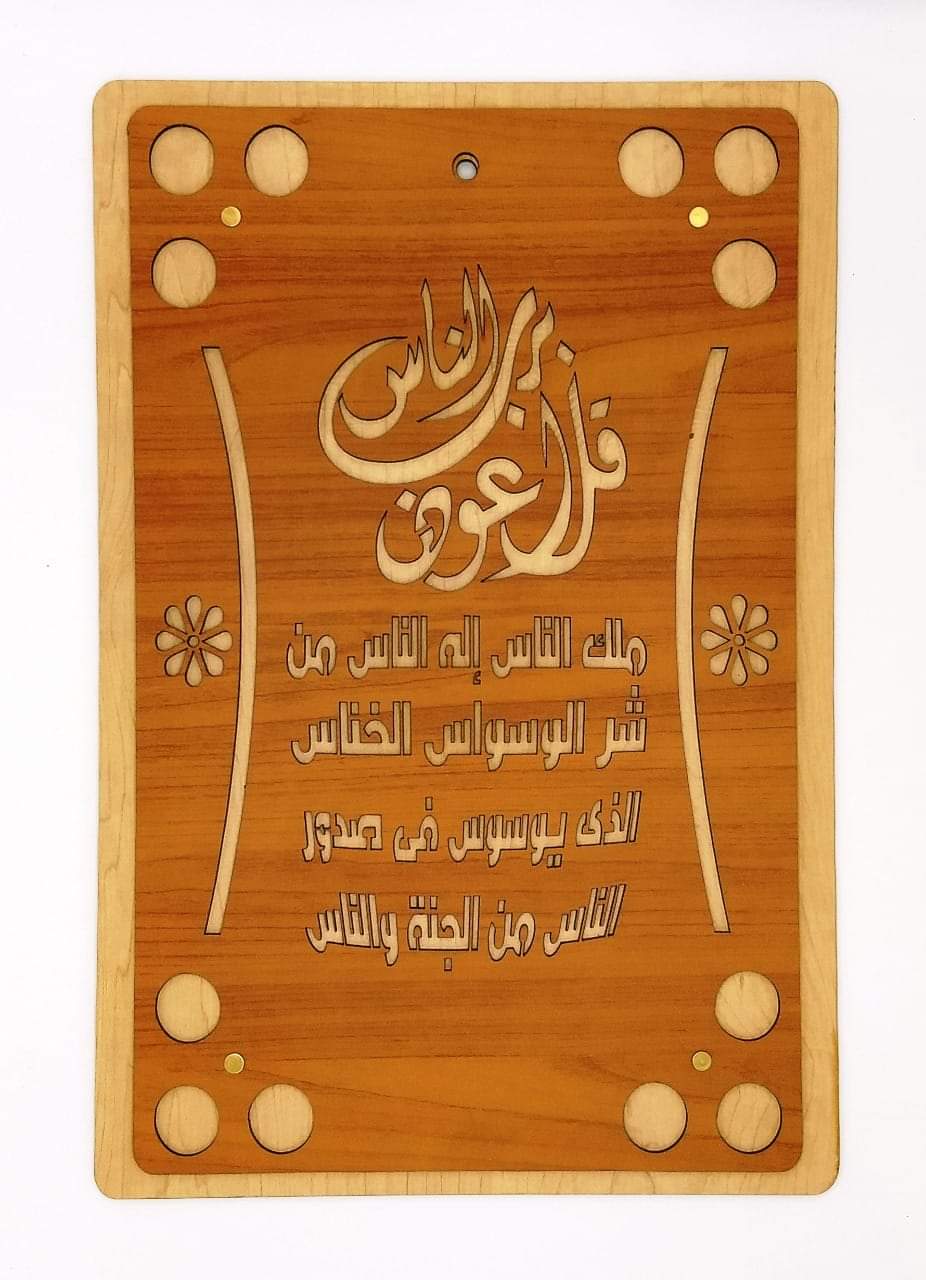 قل أعوذ
برب الناس
ملك الناس إله الناس من
شر الوسواس الخناس
الذى يوسوس فى صدور
الناس من الجنة والناس